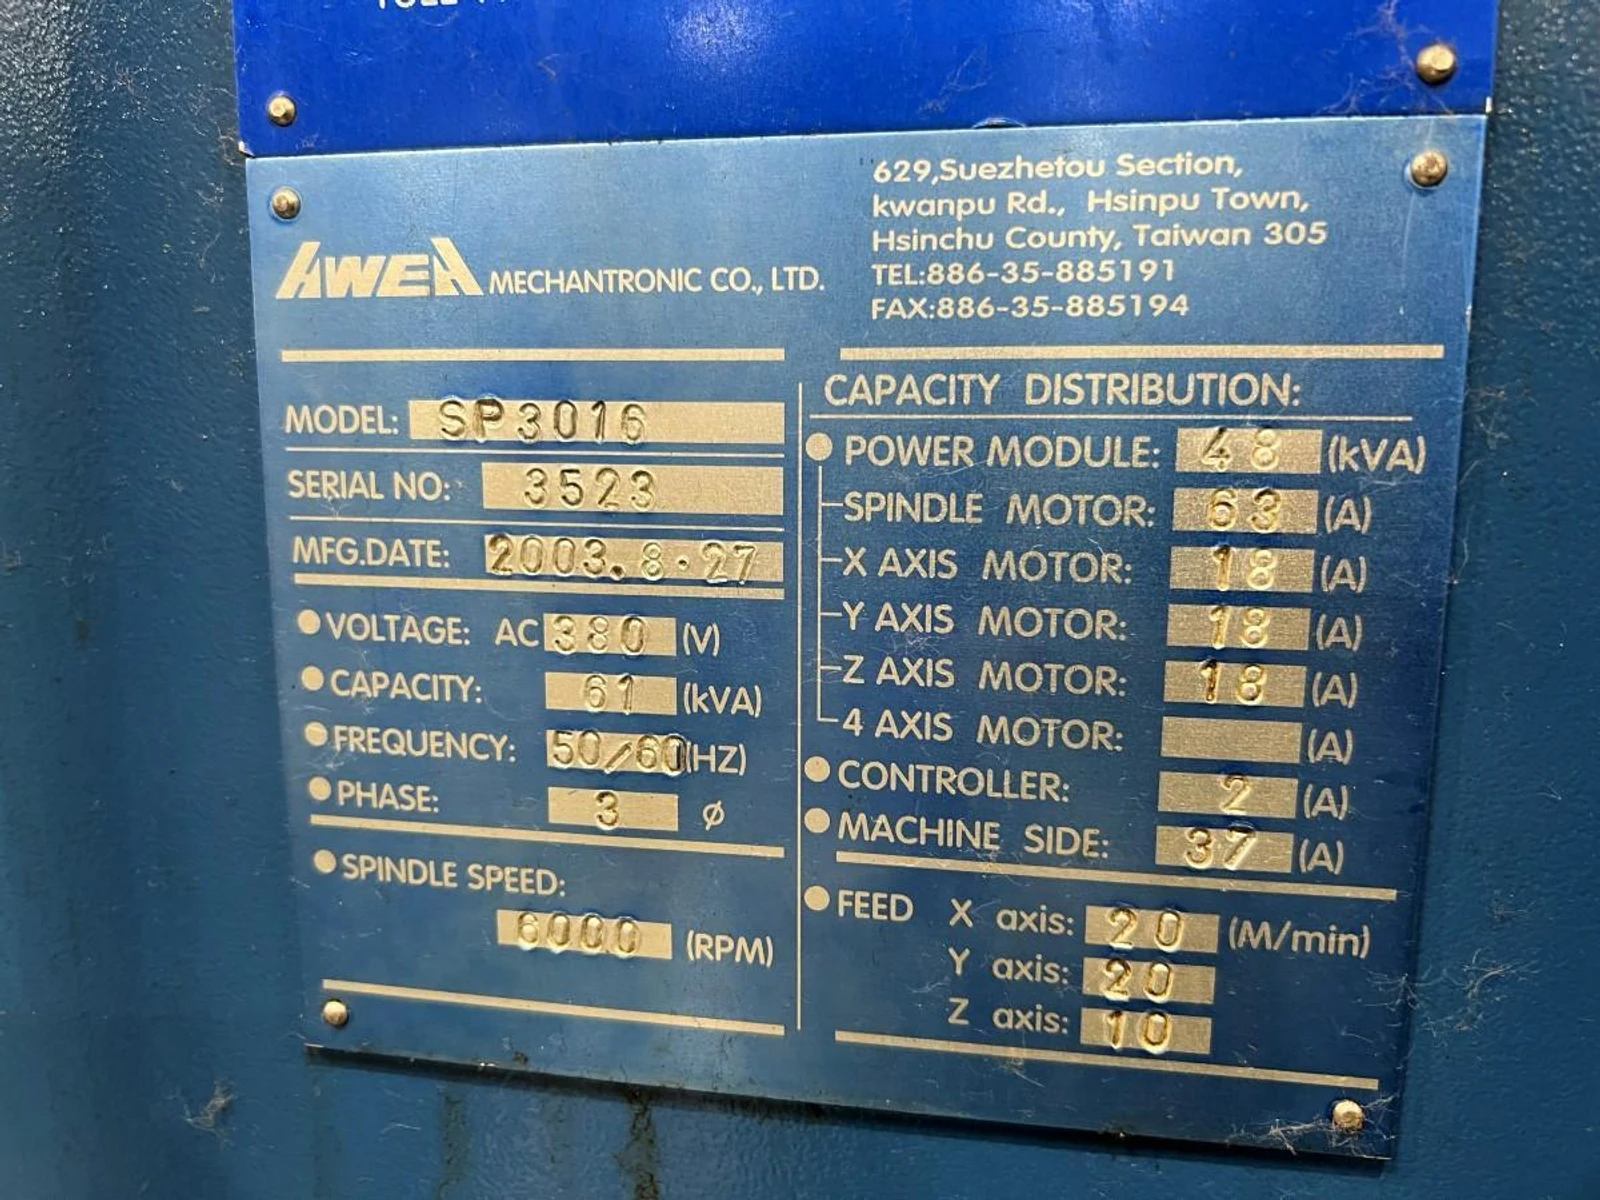 629,Suezhetou Section,
kwanpu Rd., Hsinpu Town,
Hsinchu County, Taiwan 305
TEL:886-35-885191
FAX:886-35-885194
AWEA MECHANTRONIC CO., LTD.
MODEL: SP3016
SERIAL NO: 3523
MFG.DATE: 2003.8.27
VOLTAGE: AC 380 (V)
CAPACITY: 61 (kVA)
FREQUENCY: 50/60 (HZ)
PHASE: 3 ø
SPINDLE SPEED:
6000 (RPM)
CAPACITY DISTRIBUTION:
POWER MODULE: 48 (kVA)
SPINDLE MOTOR: 63 (A)
X AXIS MOTOR: 18 (A)
Y AXIS MOTOR: 18 (A)
Z AXIS MOTOR: 18 (A)
4 AXIS MOTOR: (A)
CONTROLLER: 2 (A)
MACHINE SIDE: 37 (A)
FEED X axis: 20 (M/min)
Y axis: 20
Z axis: 10